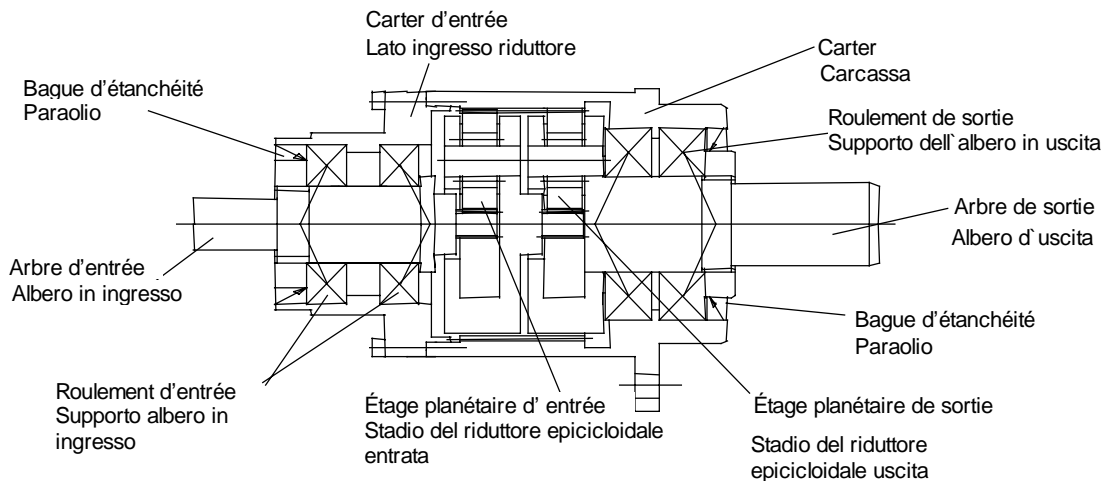 Carter d'entrée
Lato ingresso riduttore
Carter
Carcassa
Bague d'étanchéité
Paraolio
Roulement de sortie
Supporto dell`albero in uscita
Arbre de sortie
Albero d`uscita
Arbre d'entrée
Albero in ingresso
Bague d'étanchéité
Paraolio
Roulement d'entrée
Supporto albero in
ingresso
Étage planétaire d' entrée
Stadio del riduttore epicicloidale
entrata
Étage planétaire de sortie
Stadio del riduttore
epicicloidale uscita